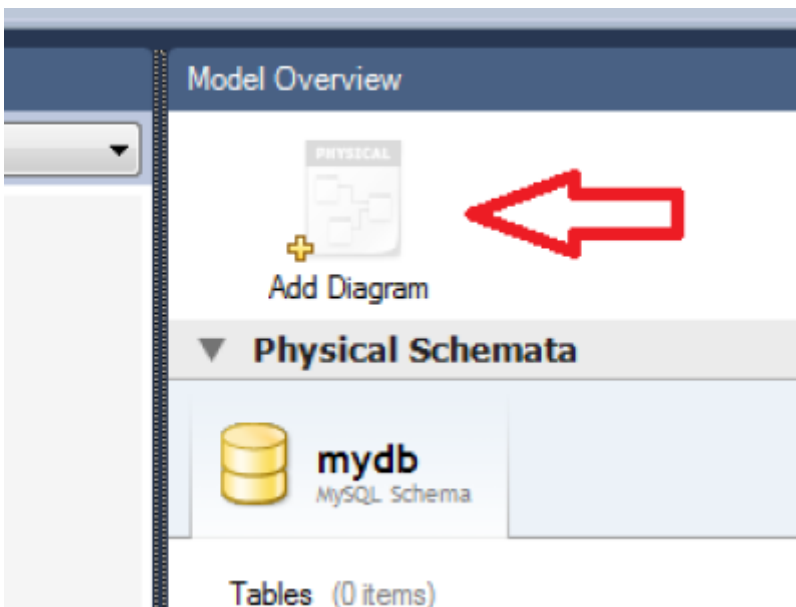 Model Overview
PHYSICAL
Add Diagram
Physical Schemata
mydb
MySQL Schema
Tables (0 items)